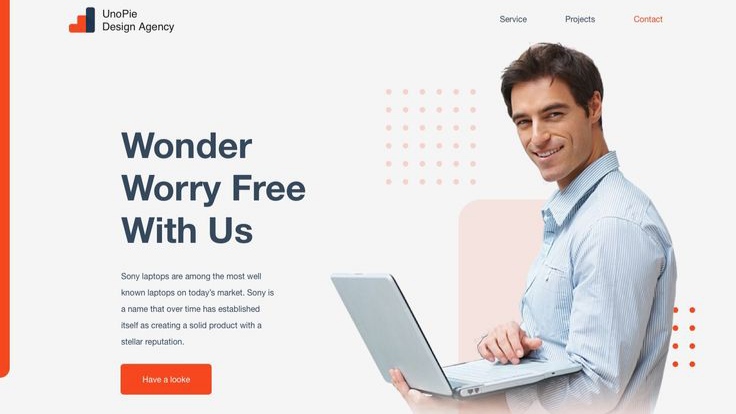 UnoPie
Design Agency
Service
Projects
Contact
Wonder
Worry Free
With Us
Sony laptops are among the most well
known laptops on today's market. Sony is
a name that over time has established
itself as creating a solid product with a
stellar reputation.
Have a looke